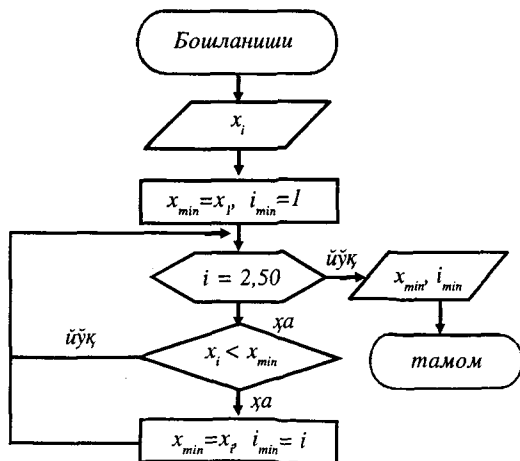 Бошланиши
x_i
x_min=x_1, i_min=1
i = 2,50
йўқ
x_min, i_min
ҳа
йўқ
x_i < x_min
тамом
ҳа
x_min=x_i, i_min= i